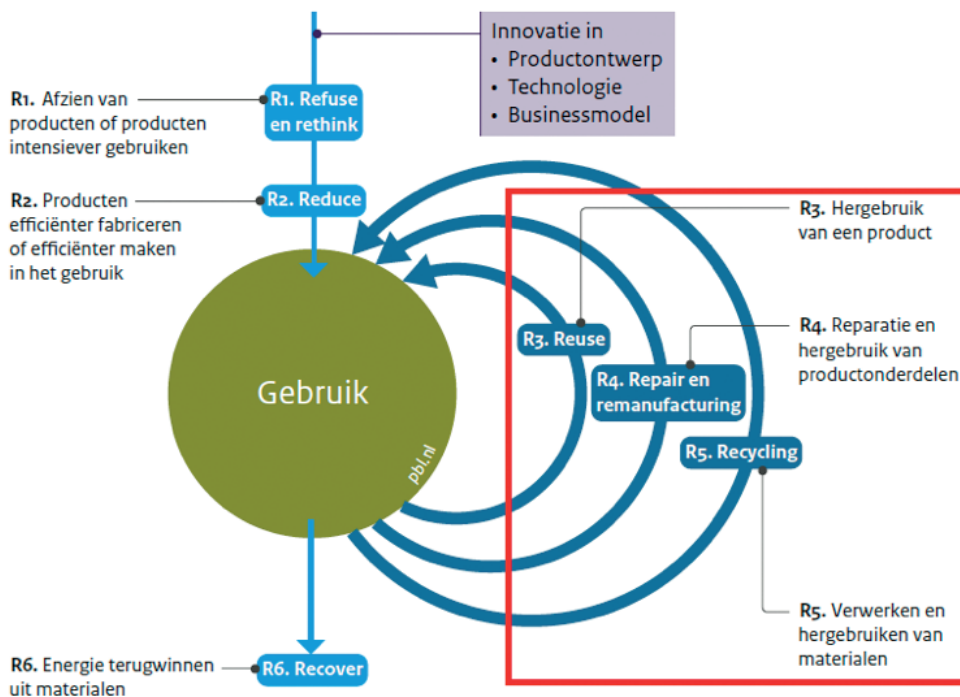 Innovatie in
• Productontwerp
• Technologie
• Businessmodel
R1. Afzien van
producten of producten
intensiever gebruiken
R1. Refuse
en rethink
R2. Producten
efficiënter fabriceren
of efficiënter maken
in het gebruik
R2. Reduce
R3. Hergebruik
van een product
R3. Reuse
R4. Reparatie en
hergebruik van
productonderdelen
R4. Repair en
remanufacturing
Gebruik
pbl.nl
R5. Recycling
R5. Verwerken en
hergebruiken van
materialen
R6. Energie terugwinnen
uit materialen
R6. Recover